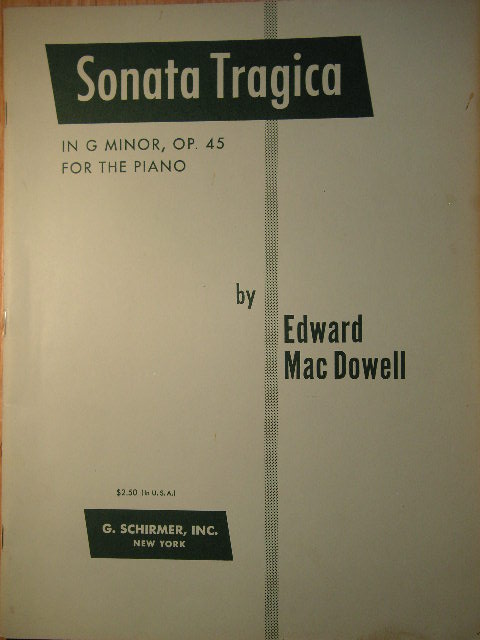 Sonata Tragica
IN G MINOR, OP. 45
FOR THE PIANO
by
Edward
Mac Dowell
$2.50 (In U.S.A.)
G. SCHIRMER, INC.
NEW YORK